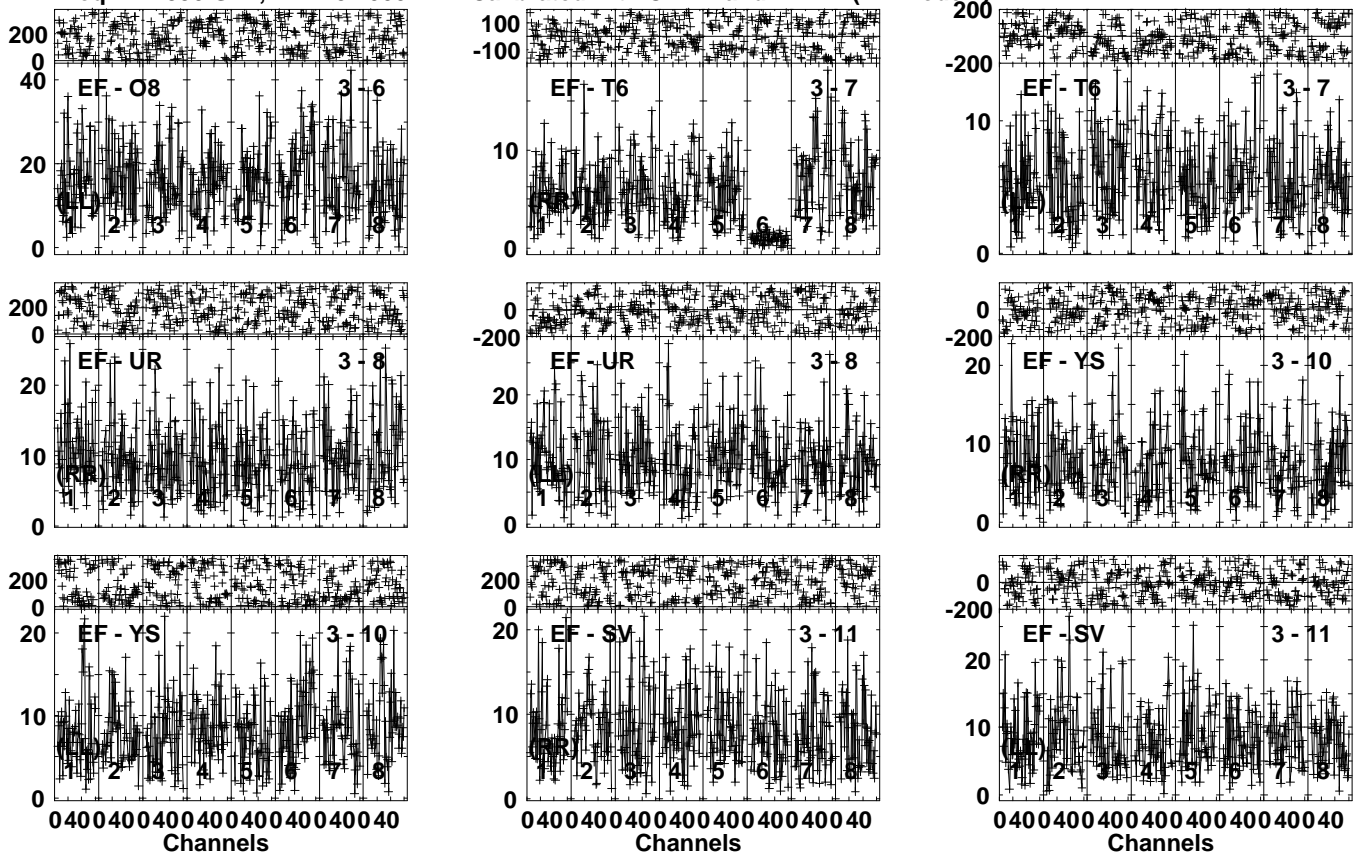 200 0
100 -100
200 -200
40 20 0
EF - O8 3 - 6
(LL)
1 2 3 4 5 6 7 8
10 0
EF - T6 3 - 7
(RR)
1 2 3 4 5 6 7 8
10 0
EF - T6 3 - 7
(LL)
1 2 3 4 5 6 7 8
200 0
0 -200
0 -200
20 10 0
EF - UR 3 - 8
(RR)
1 2 3 4 5 6 7 8
20 10 0
EF - UR 3 - 8
(LL)
1 2 3 4 5 6 7 8
20 10 0
EF - YS 3 - 10
(RR)
1 2 3 4 5 6 7 8
200 0
200 0
0 -200
20 10 0
EF - YS 3 - 10
(LL)
1 2 3 4 5 6 7 8
20 10 0
EF - SV 3 - 11
(RR)
1 2 3 4 5 6 7 8
20 10 0
EF - SV 3 - 11
(LL)
1 2 3 4 5 6 7 8
0 40 0 40 0 40 0 40 0 40 0 40 0 40 0 40
0 40 0 40 0 40 0 40 0 40 0 40 0 40 0 40
0 40 0 40 0 40 0 40 0 40 0 40 0 40 0 40
Channels Channels Channels